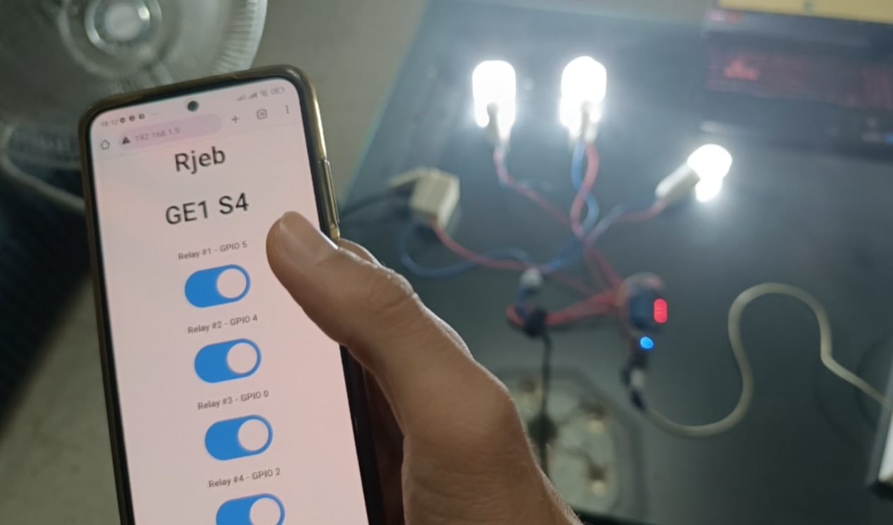 192.168.1.9
Rjeb
GE1 S4
Relay #1 - GPIO 5
Relay #2 - GPIO 4
Relay #3 - GPIO 0
Relay #4 - GPIO 2